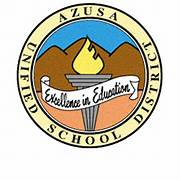 AZUSA
UNIFIED SCHOOL DISTRICT
Excellence in Education